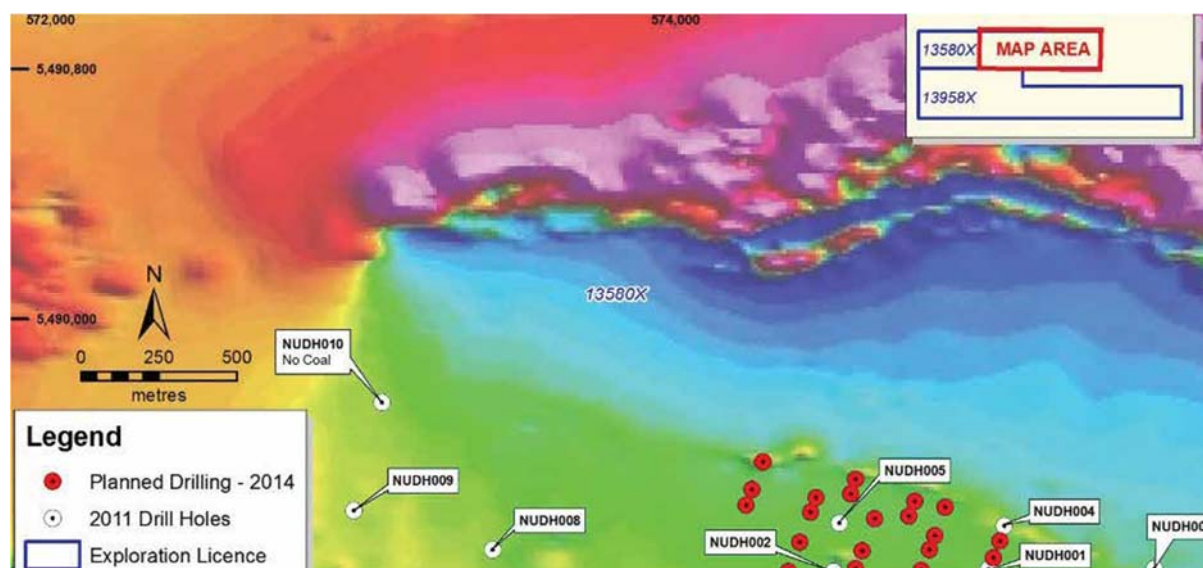 572,000
574,000
5,490,800
13580X
MAP AREA
13958X
13580X
5,490,000
N
0 250 500
metres
NUDH010
No Coal
Legend
Planned Drilling - 2014
2011 Drill Holes
Exploration Licence
NUDH009
NUDH008
NUDH005
NUDH004
NUDH002
NUDH001